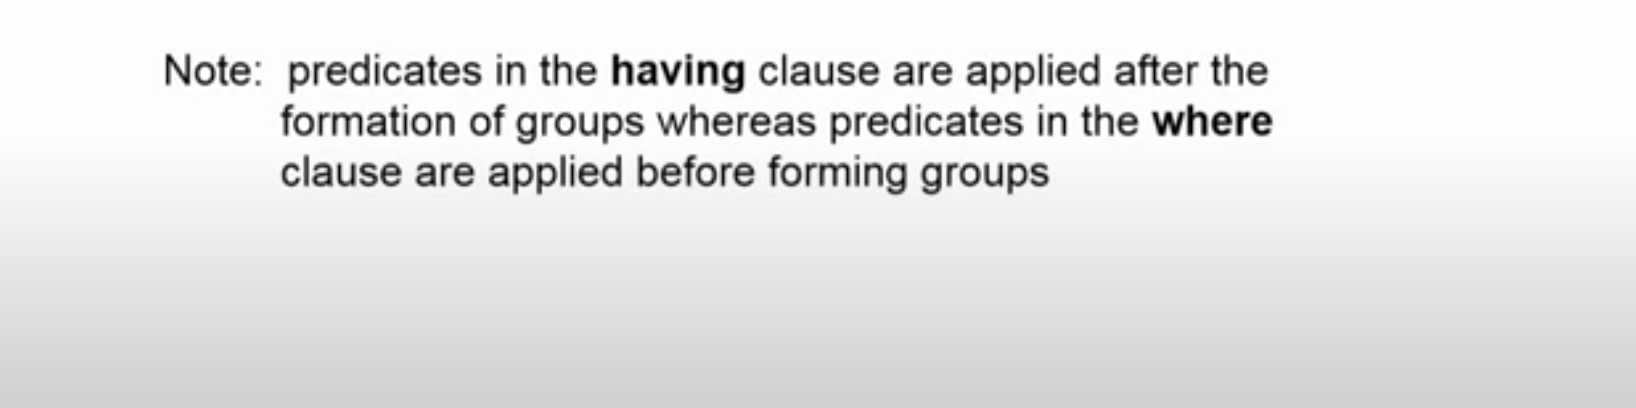 Note: predicates in the having clause are applied after the
formation of groups whereas predicates in the where
clause are applied before forming groups